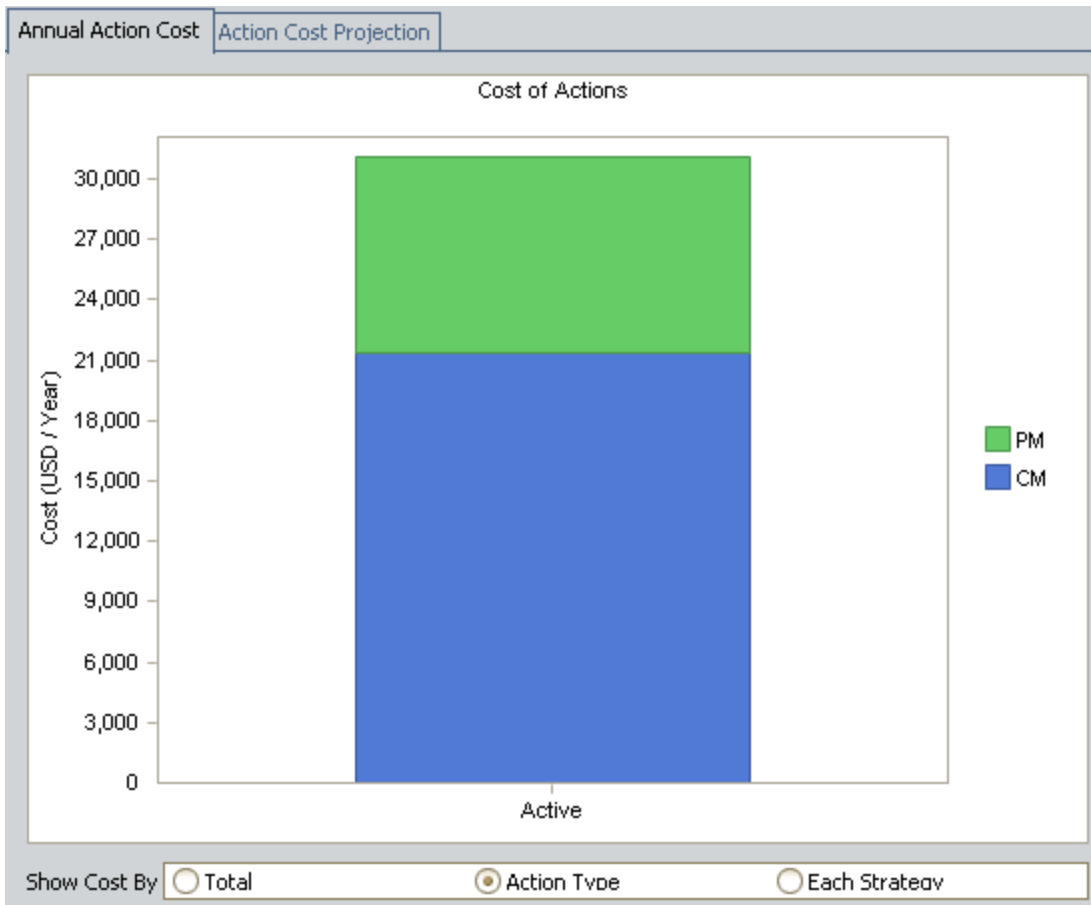 Annual Action Cost Action Cost Projection
Cost of Actions
30,000
27,000
24,000
21,000
18,000
15,000
12,000
9,000
6,000
3,000
0
Cost (USD / Year)
Active
PM
CM
Show Cost By Total Action Type Each Strategy